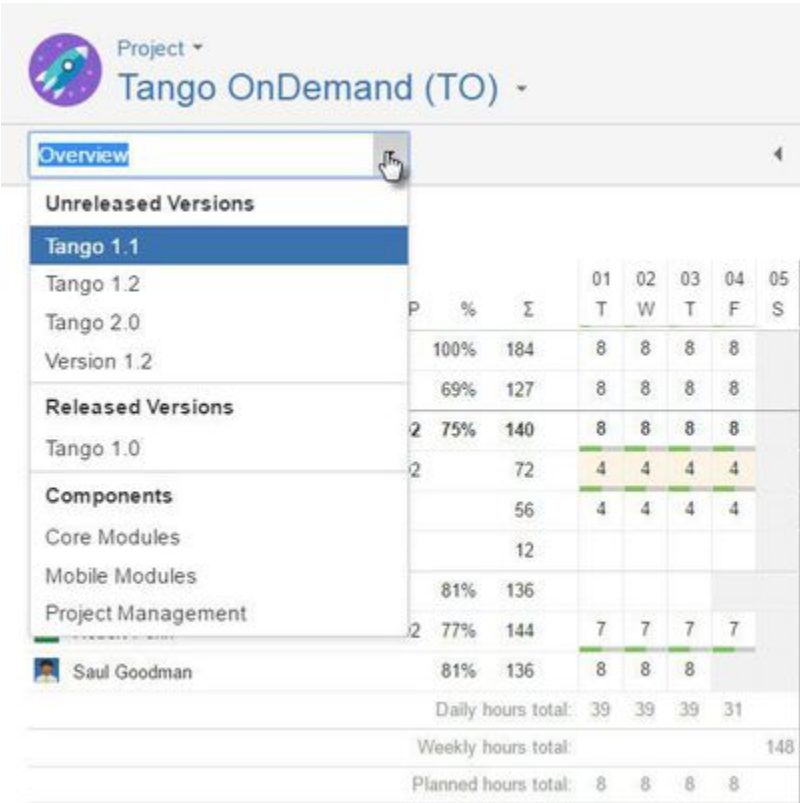 Project
Tango OnDemand (TO)
Overview
Unreleased Versions
Tango 1.1
Tango 1.2
Tango 2.0
Version 1.2
Released Versions
Tango 1.0
Components
Core Modules
Mobile Modules
Project Management
01 02 03 04 05
P % Σ T W T F S
100% 184 8 8 8 8
69% 127 8 8 8 8
2 75% 140 8 8 8 8
2 72 4 4 4 4
56 4 4 4 4
12
81% 136
2 77% 144 7 7 7 7
Saul Goodman 81% 136 8 8 8
Daily hours total: 39 39 39 31
Weekly hours total: 148
Planned hours total: 8 8 8 8